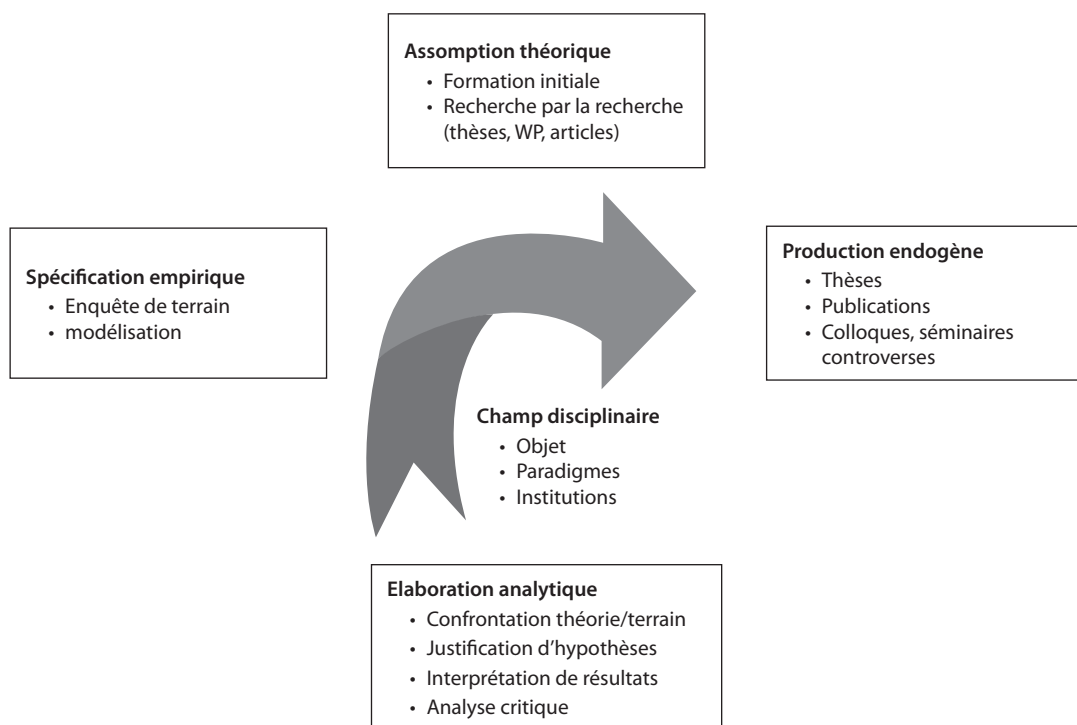 Assomption théorique
• Formation initiale
• Recherche par la recherche
(thèses, WP, articles)
Spécification empirique
• Enquête de terrain
• modélisation
Production endogène
• Thèses
• Publications
• Colloques, séminaires
controverses
Champ disciplinaire
• Objet
• Paradigmes
• Institutions
Elaboration analytique
• Confrontation théorie/terrain
• Justification d'hypothèses
• Interprétation de résultats
• Analyse critique